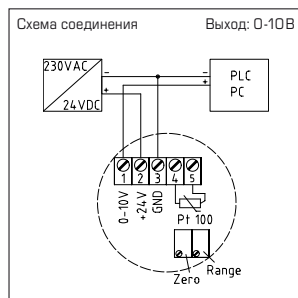 Схема соединения Выход: 0-10В
230VAC
24VDC
− −
+ +
PLC
PC
1 2 3 4 5
0-10V
+24V
GND
Pt 100
Zero
Range